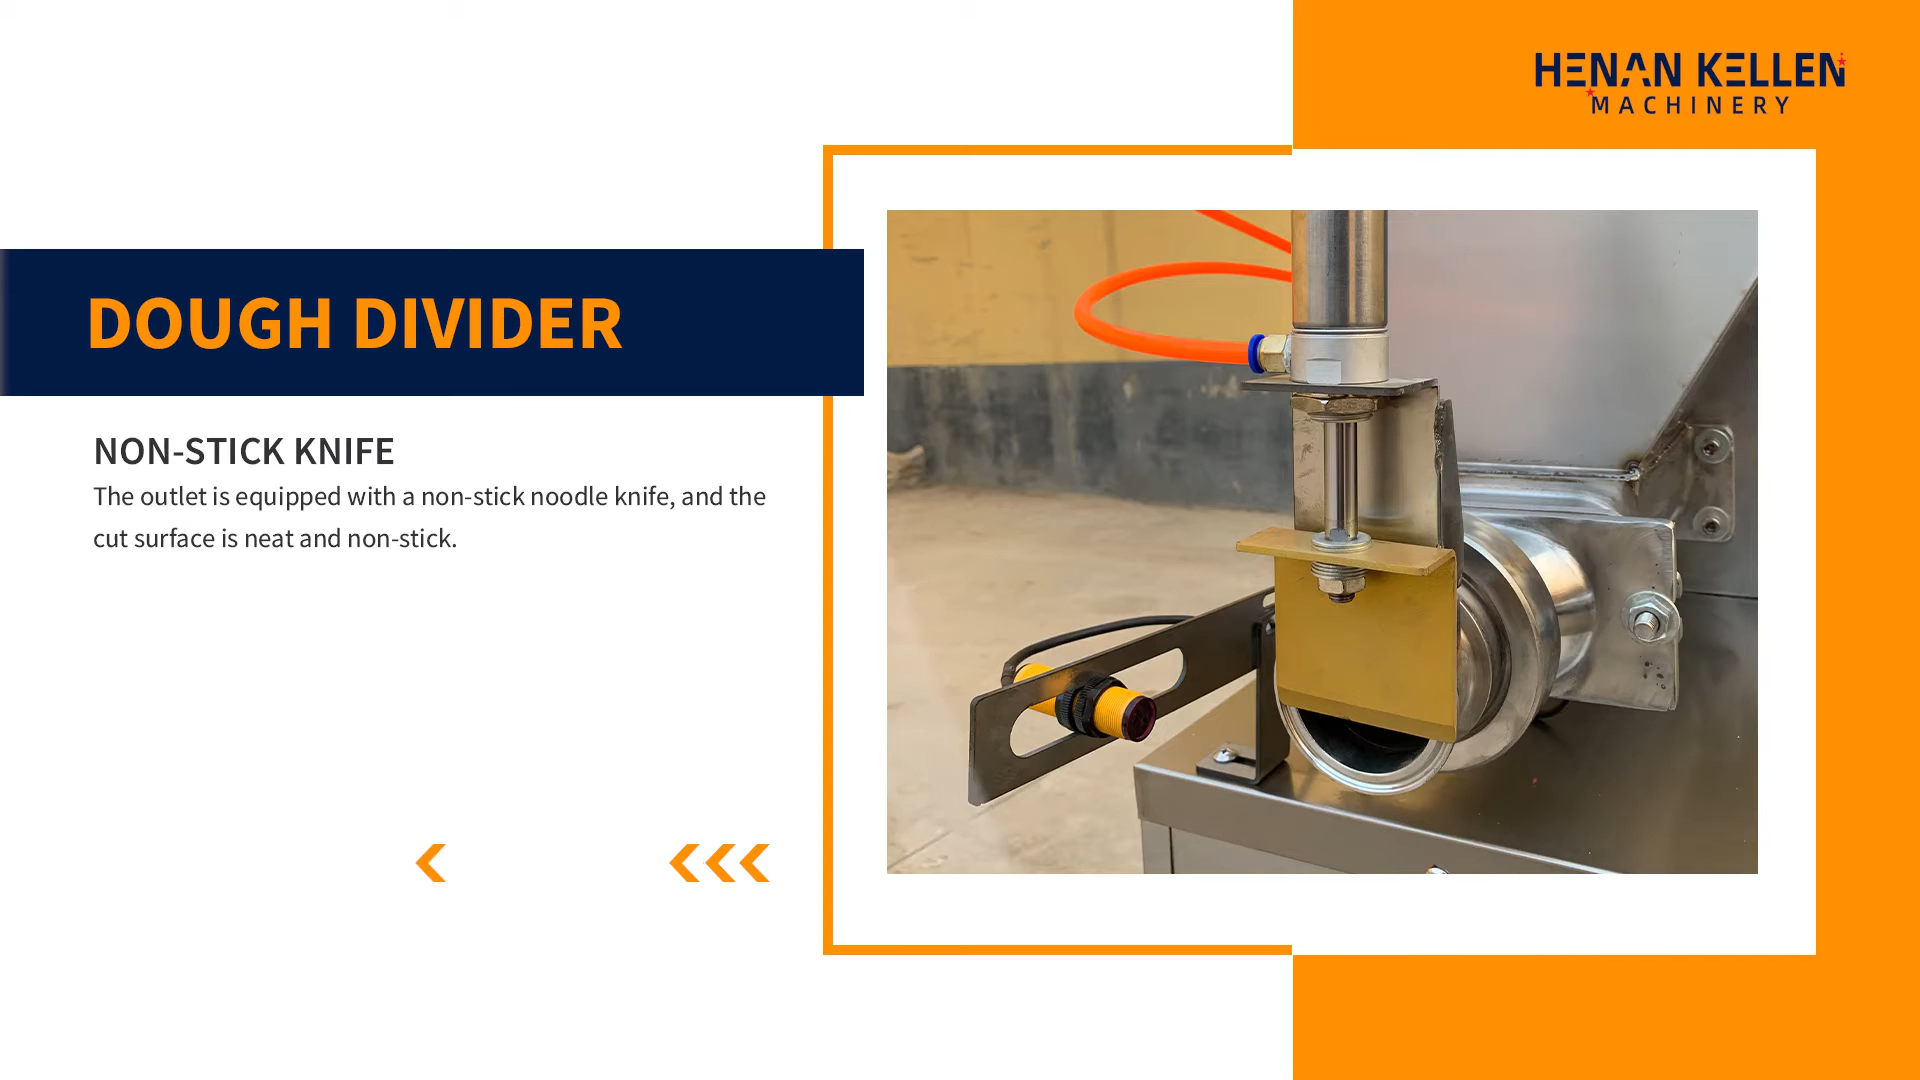 HENAN KELLEN
MACHINERY
DOUGH DIVIDER
NON-STICK KNIFE
The outlet is equipped with a non-stick noodle knife, and the
cut surface is neat and non-stick.